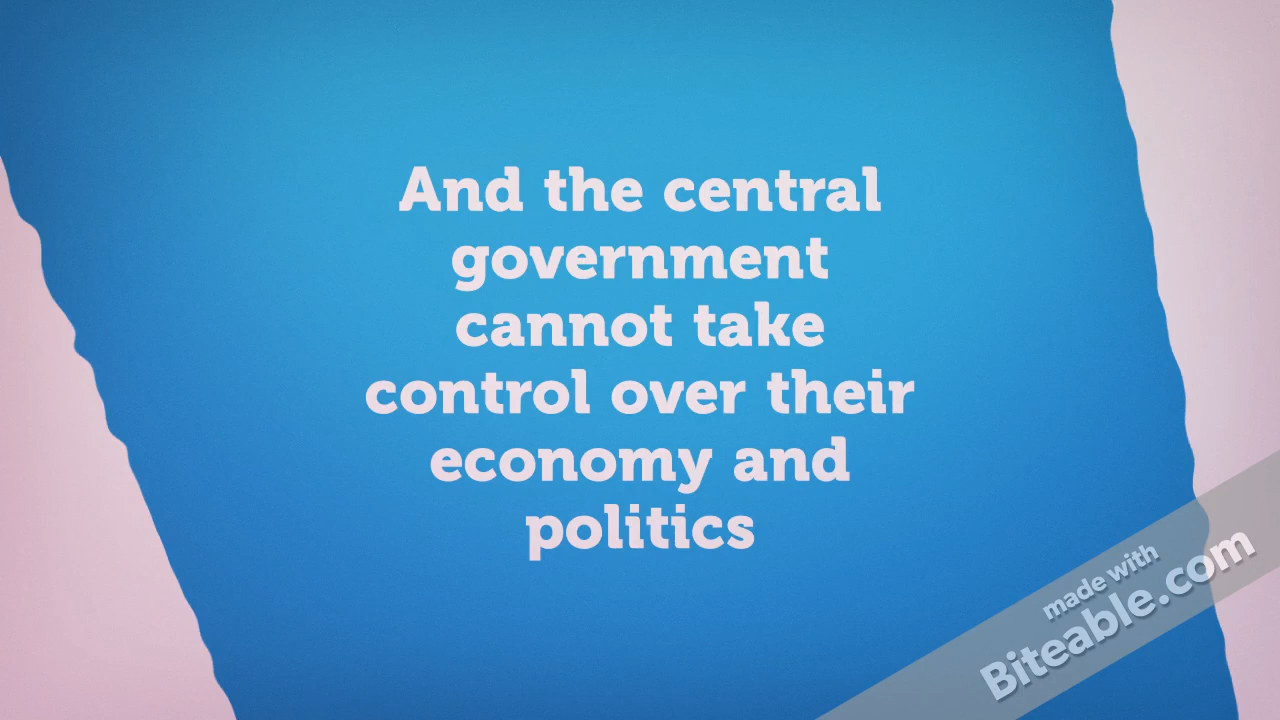 And the central
government
cannot take
control over their
economy and
politics
made with
Biteable.com